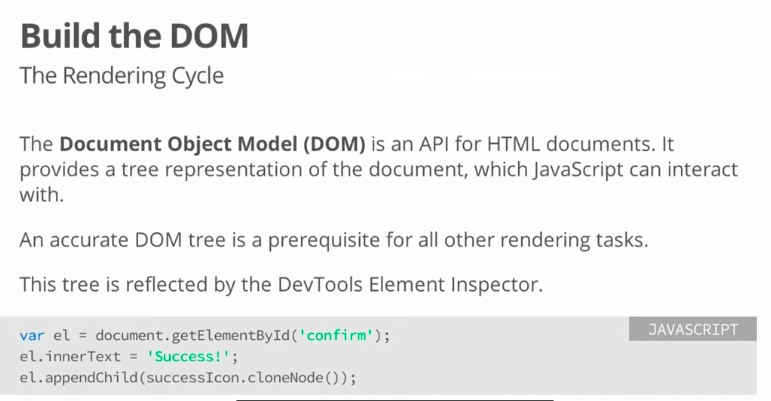 Build the DOM
The Rendering Cycle
The Document Object Model (DOM) is an API for HTML documents. It
provides a tree representation of the document, which JavaScript can interact
with.
An accurate DOM tree is a prerequisite for all other rendering tasks.
This tree is reflected by the DevTools Element Inspector.
JAVASCRIPT
var el = document.getElementById('confirm');
el.innerText = 'Success!';
el.appendChild(successIcon.cloneNode());